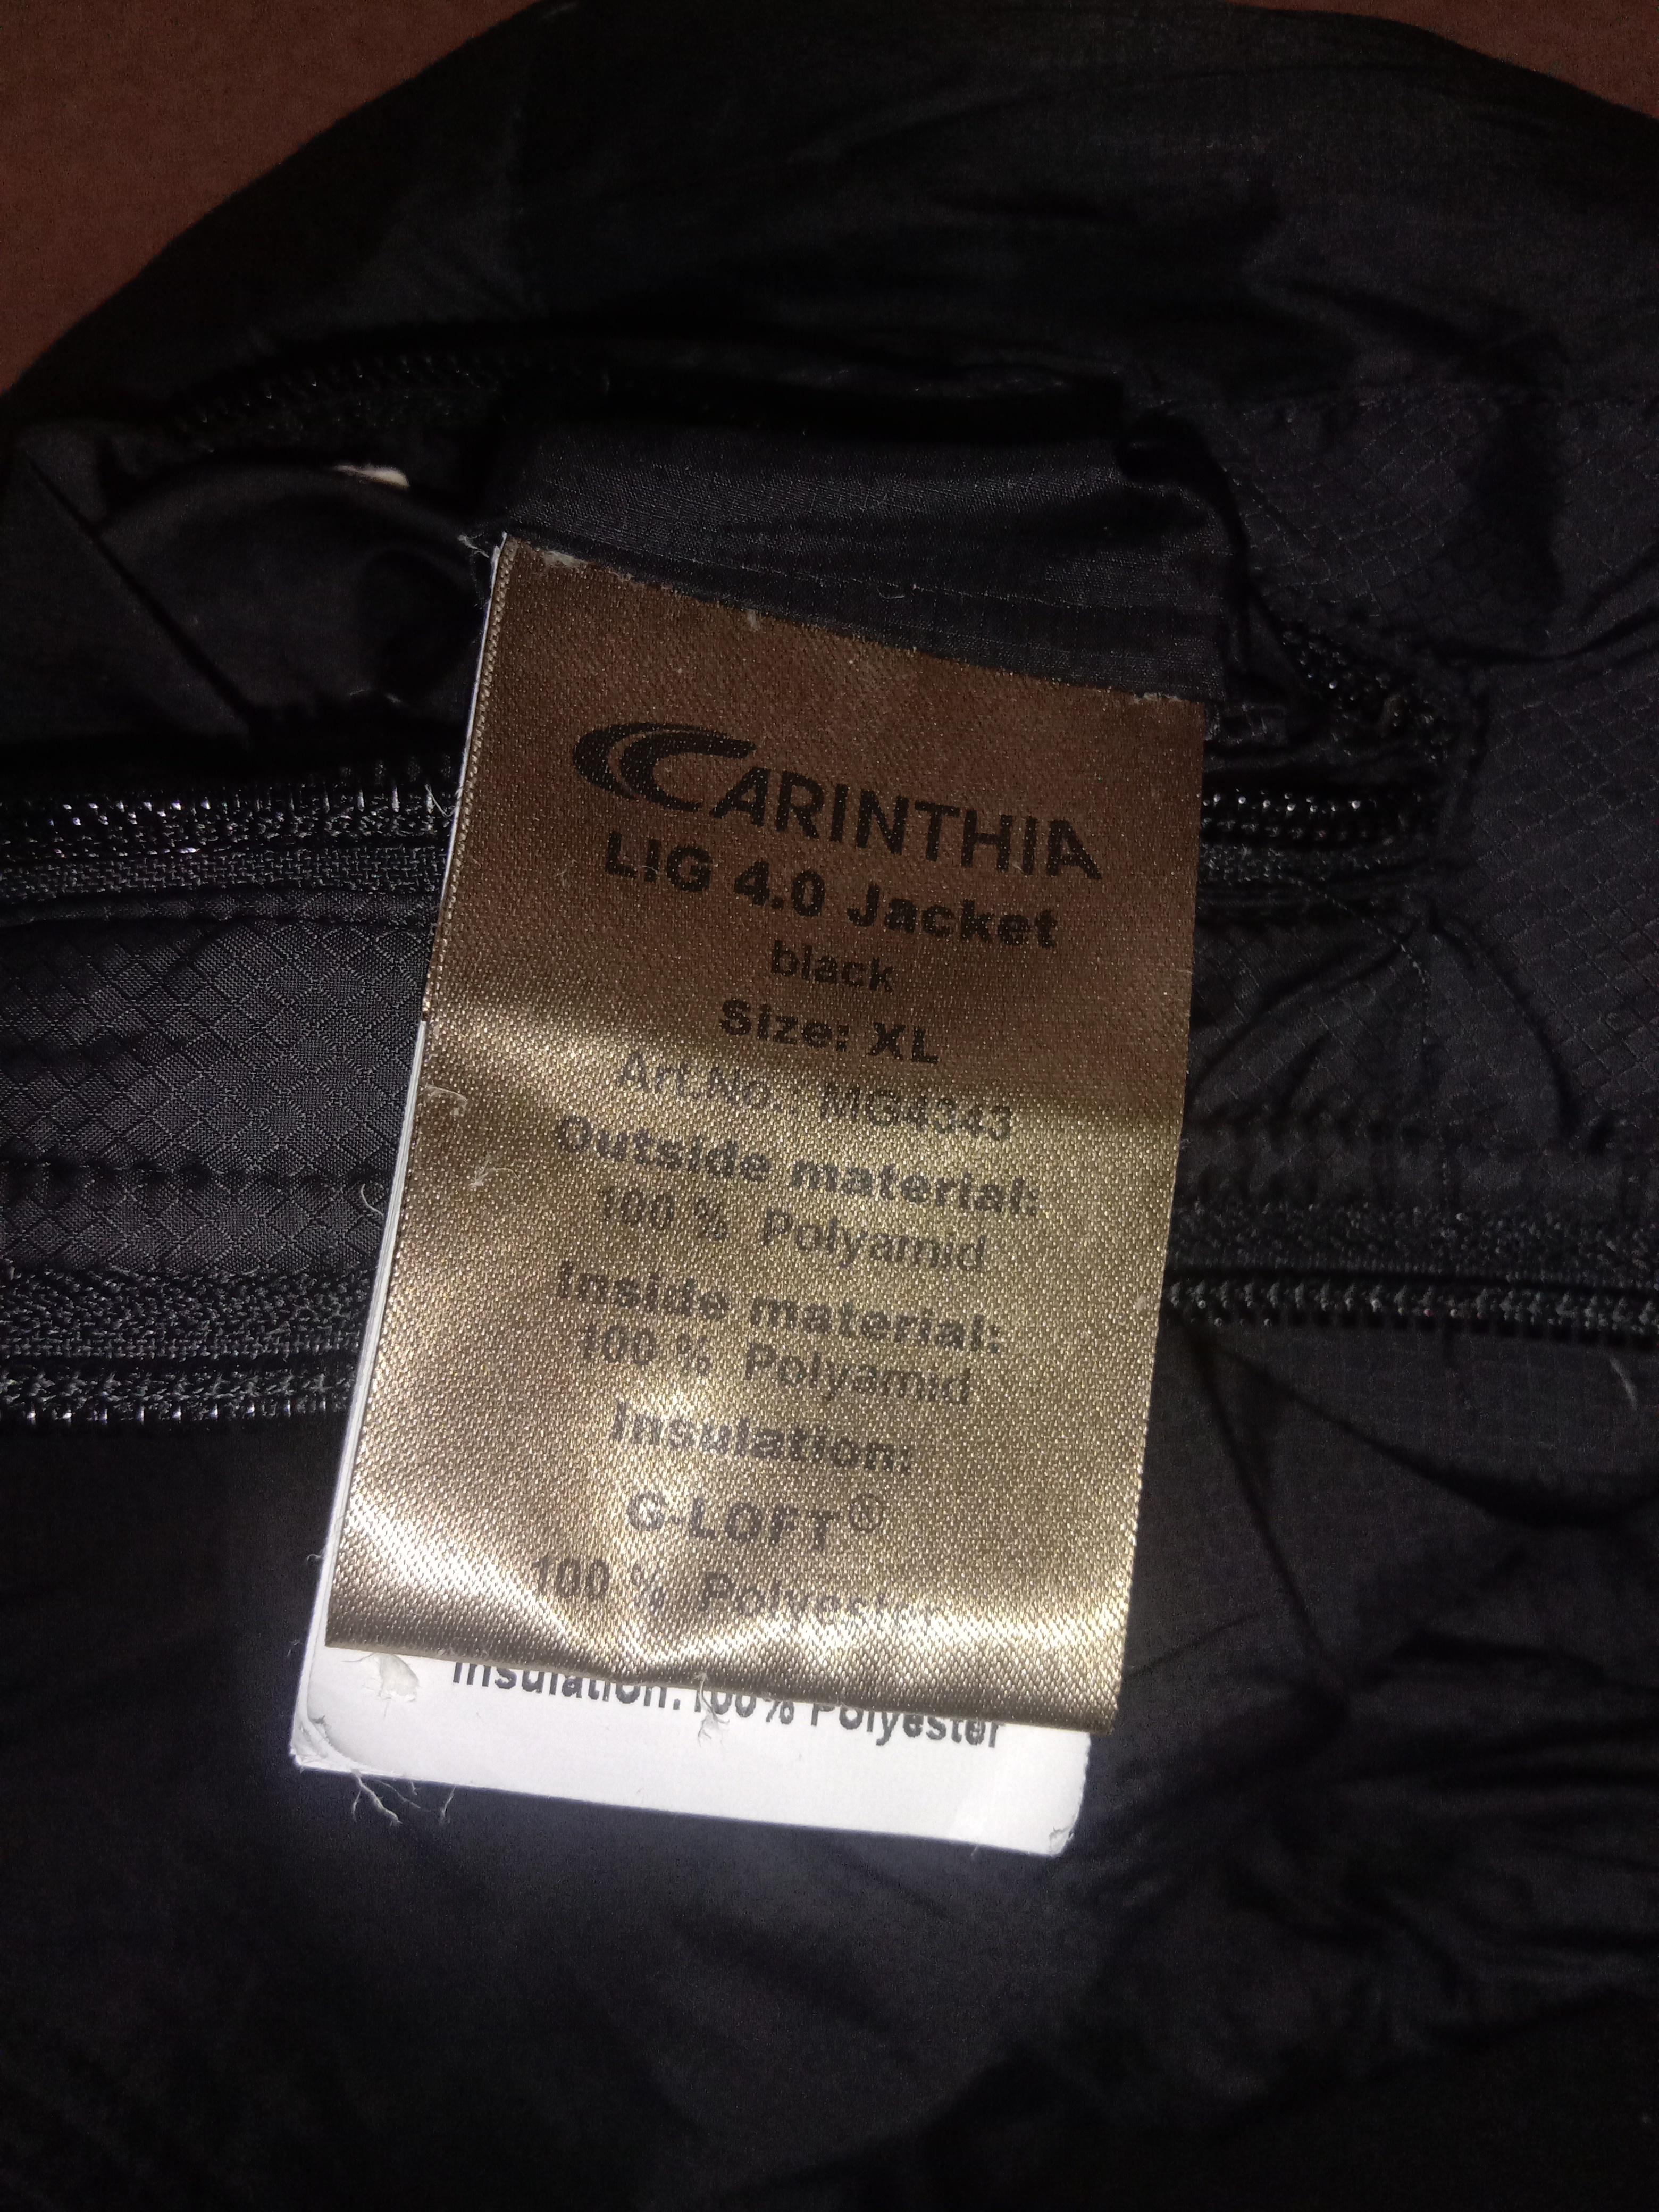 CARINTHIA
LIG 4.0 Jacket
black
Size: XL
Art.No.: MG4343
Outside material:
100 % Polyamid
Inside material:
100 % Polyamid
Insulation:
G-LOFT®
100 % Polyester
Insulation:100% Polyester